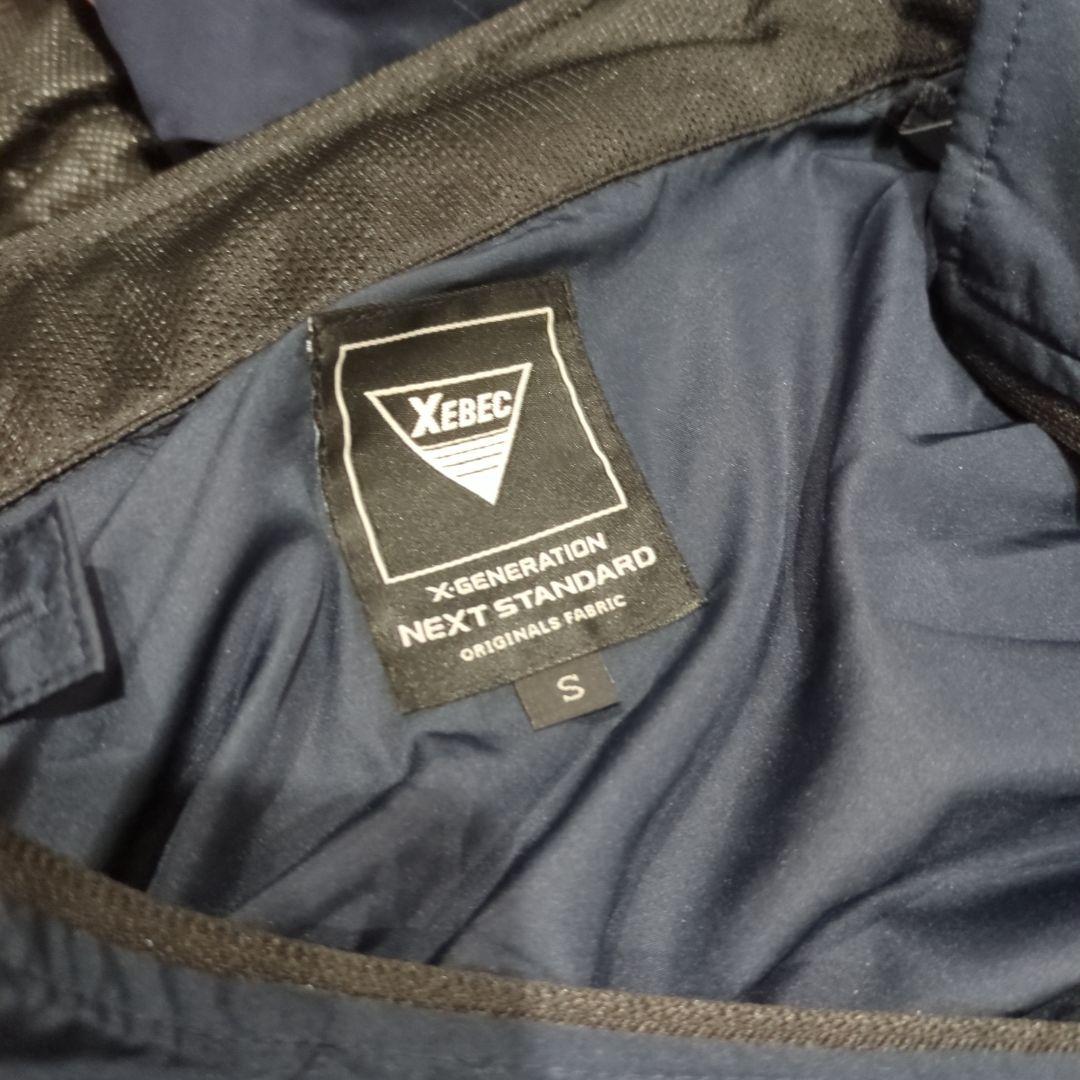 XEBEC
X-GENERATION
NEXT STANDARD
ORIGINALS FABRIC
S